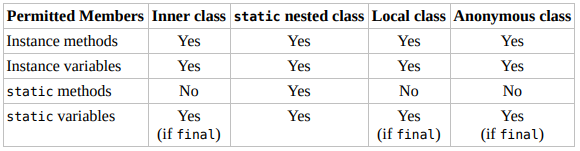 Permitted Members Inner class static nested class Local class Anonymous class
Instance methods Yes Yes Yes Yes
Instance variables Yes Yes Yes Yes
static methods No Yes No No
static variables Yes Yes Yes Yes
(if final) (if final) (if final)